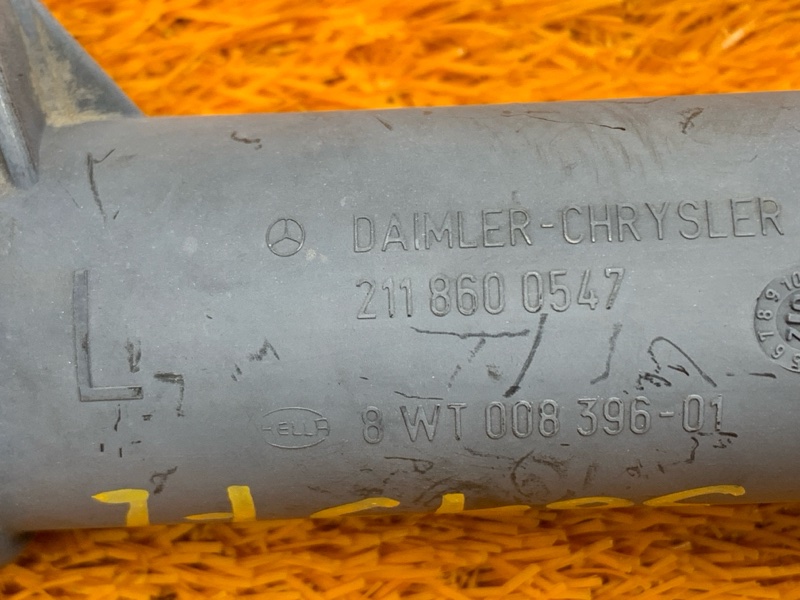 DAIMLER-CHRYSLER
211 860 0547
L
HELLA 8 WT 008 396-01